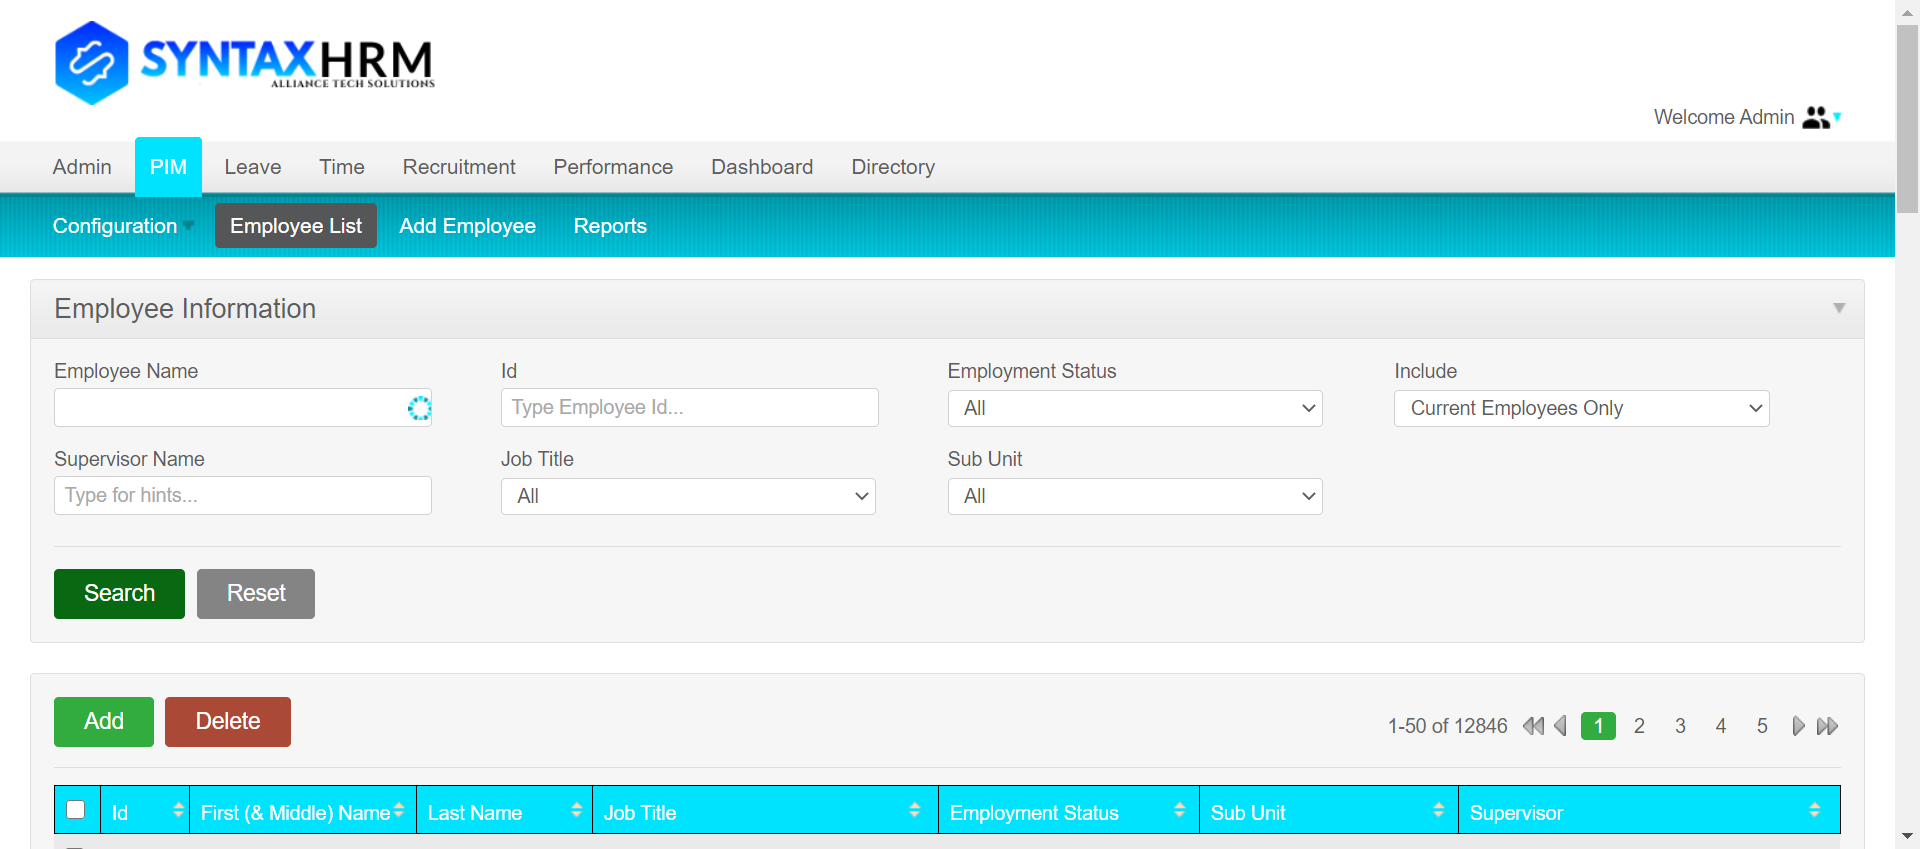 SYNTAXHRM
ALLIANCE TECH SOLUTIONS
Welcome Admin
Admin PIM Leave Time Recruitment Performance Dashboard Directory
Configuration Employee List Add Employee Reports
Employee Information
Employee Name Id Employment Status Include
Type Employee Id... All Current Employees Only
Supervisor Name Job Title Sub Unit
Type for hints... All All
Search Reset
Add Delete
1-50 of 12846 1 2 3 4 5
Id First (& Middle) Name Last Name Job Title Employment Status Sub Unit Supervisor